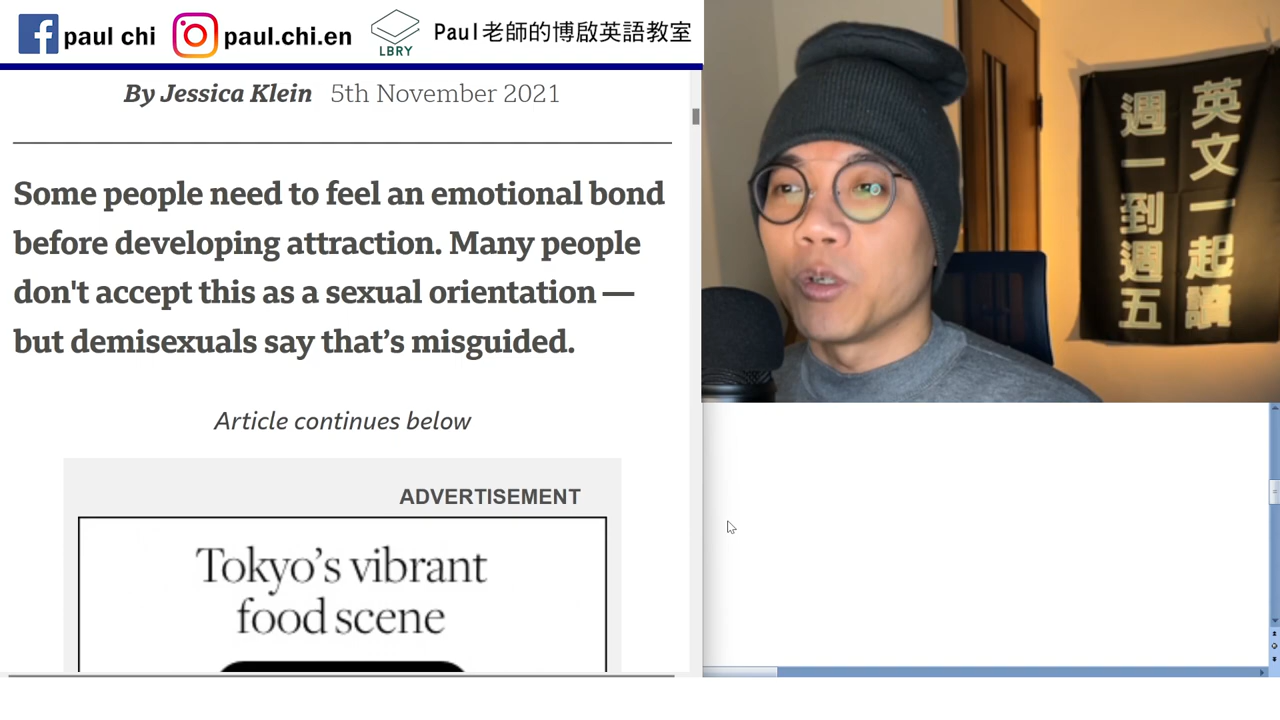 paul chi
paul.chi.en
LBRY
Paul老師的博啟英語教室
By Jessica Klein 5th November 2021
Some people need to feel an emotional bond
before developing attraction. Many people
don't accept this as a sexual orientation —
but demisexuals say that’s misguided.
Article continues below
ADVERTISEMENT
Tokyo’s vibrant
food scene
英文一起讀
週一到週五